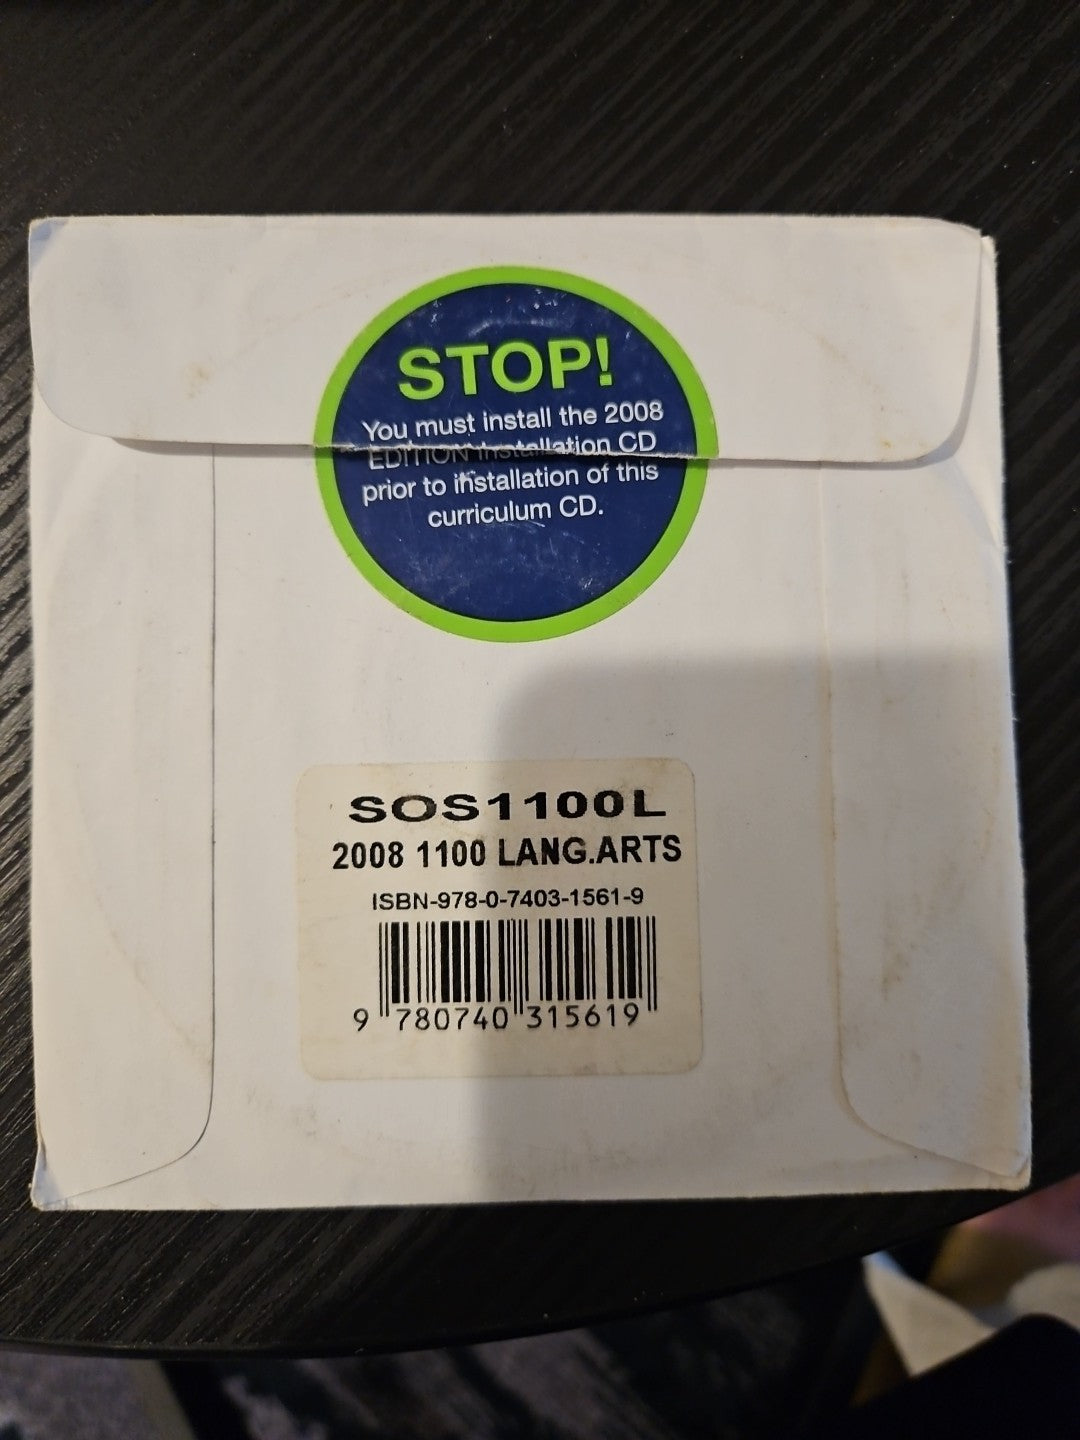 STOP!
You must install the 2008
EDITION Installation CD
prior to installation of this
curriculum CD.
SOS1100L
2008 1100 LANG.ARTS
ISBN-978-0-7403-1561-9
9 780740 315619